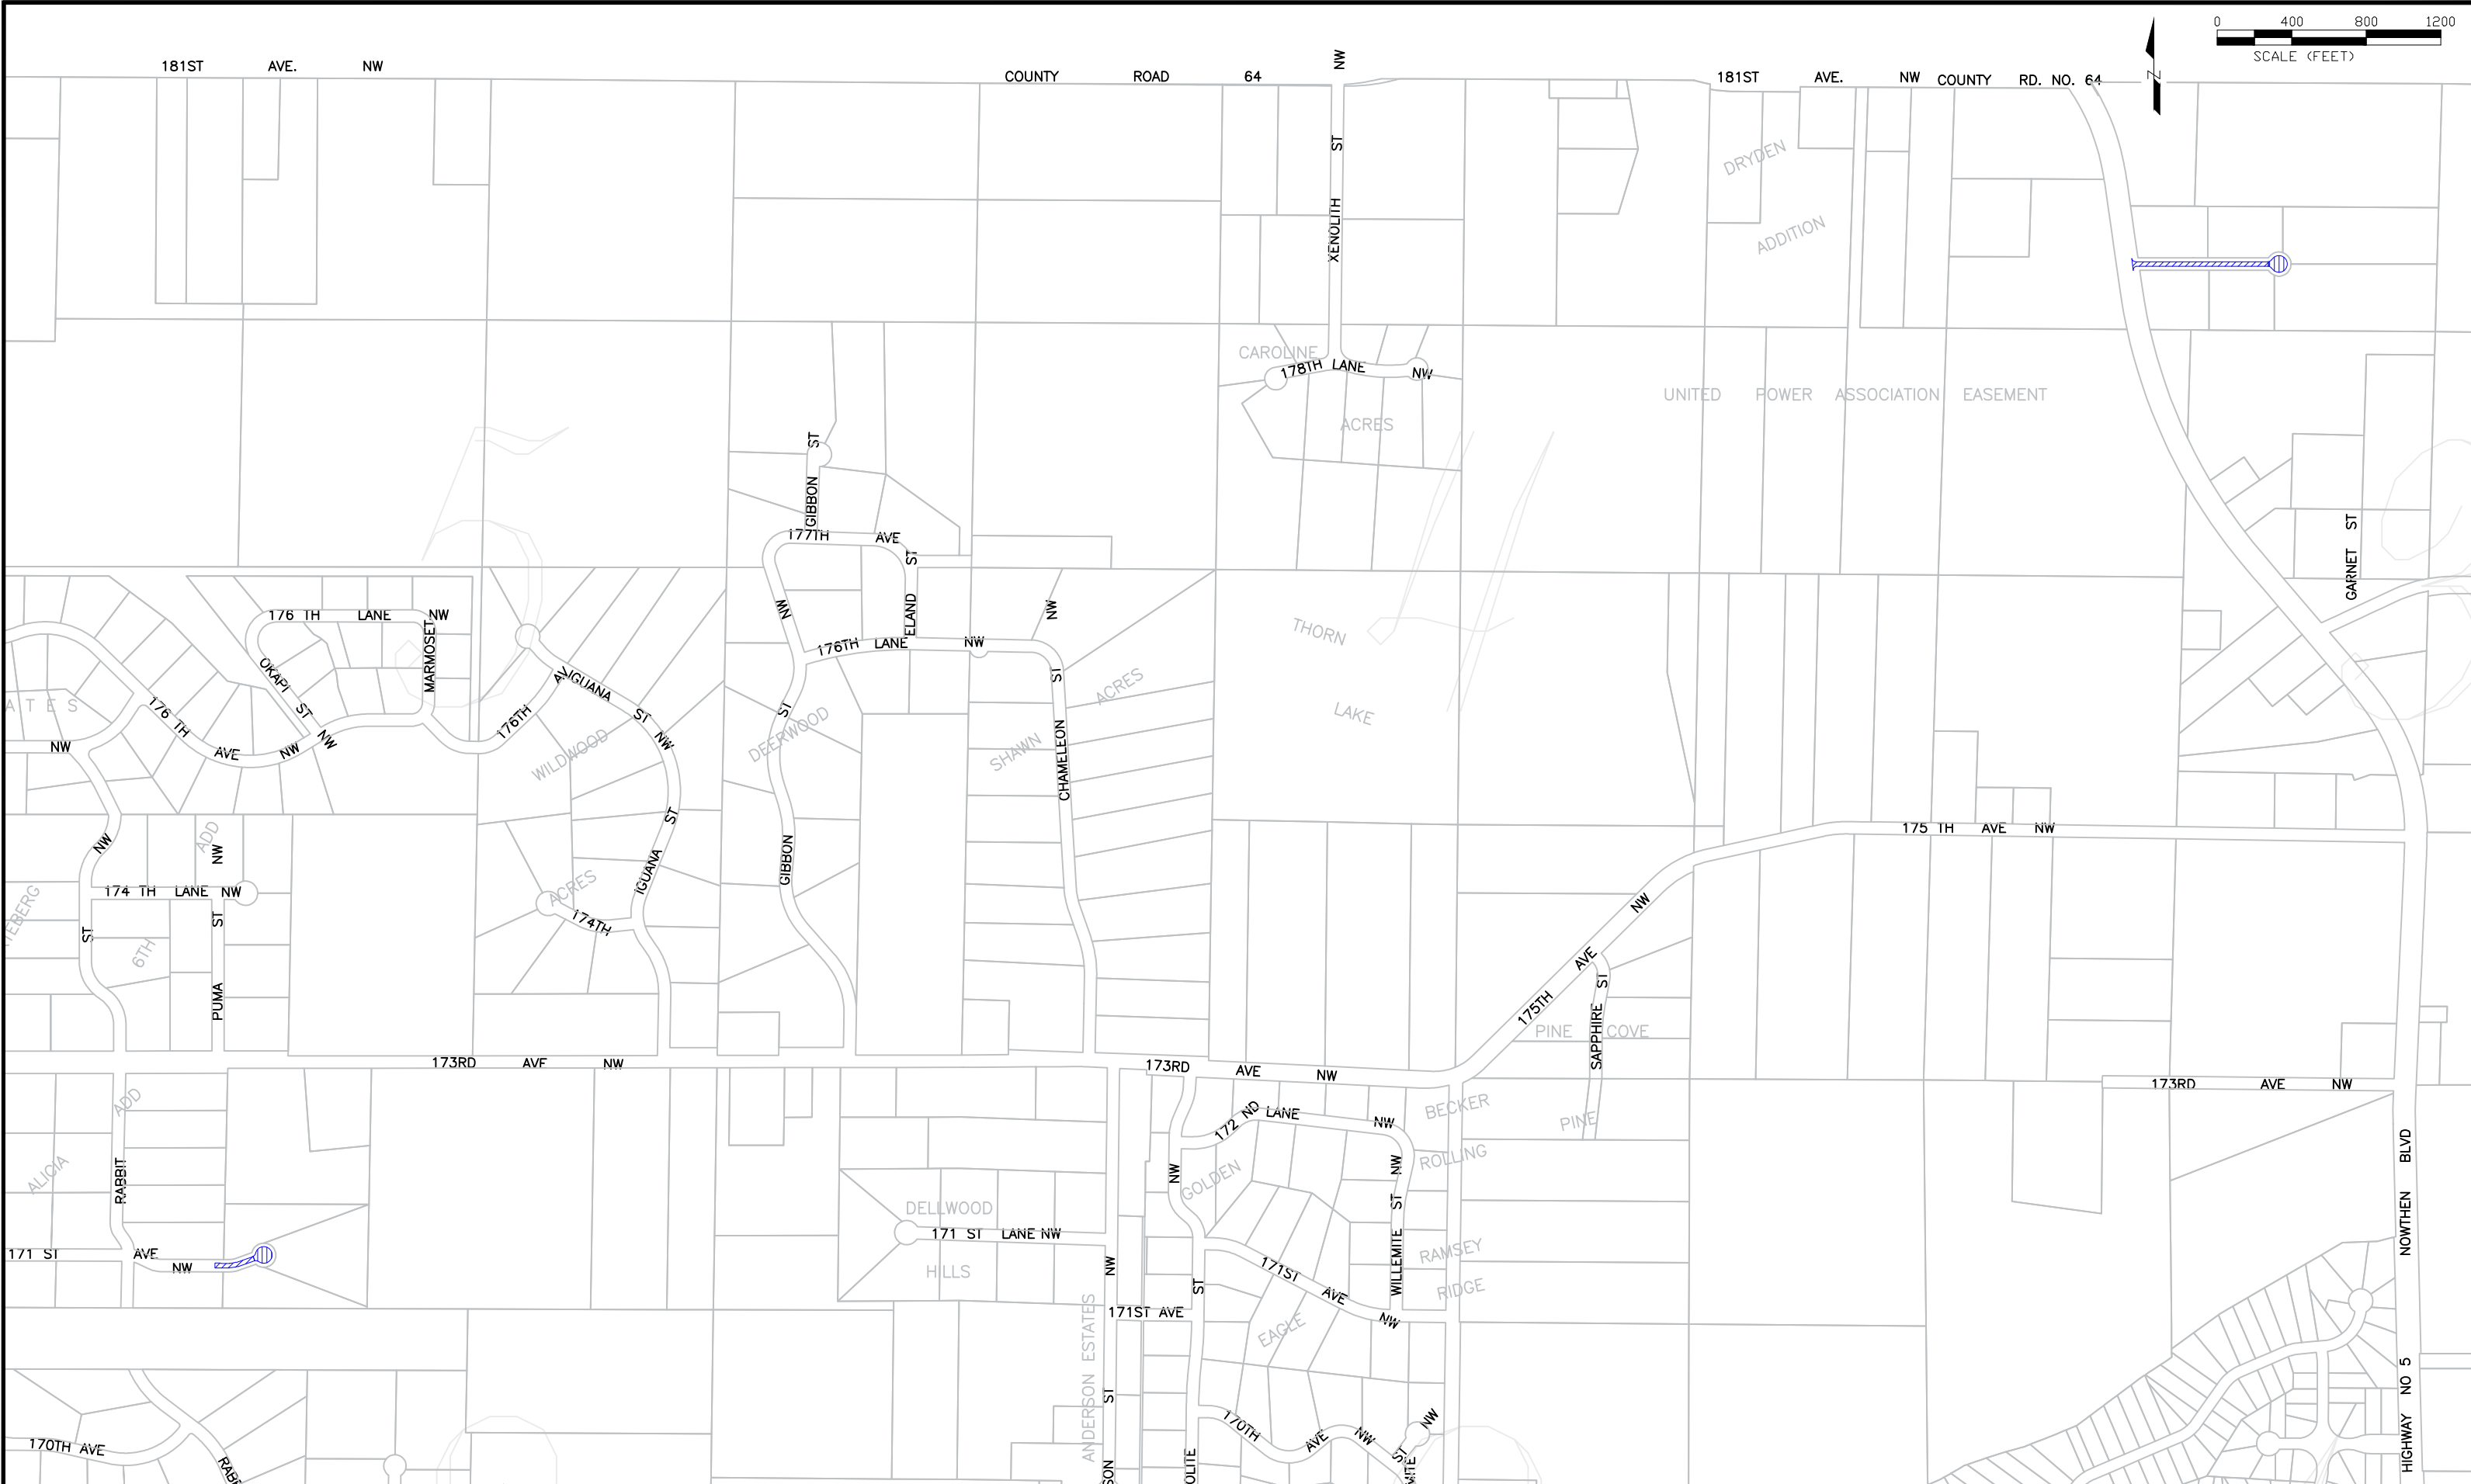 0 400 800 1200
SCALE (FEET)
N
181ST AVE. NW
COUNTY ROAD 64
NW
181ST AVE. NW COUNTY RD. NO. 64
XENOLITH ST
DRYDEN
ADDITION
CAROLINE
178TH LANE NW
ACRES
UNITED POWER ASSOCIATION EASEMENT
GIBBON ST
177TH AVE
ELAND ST
NW
NW
GARNET ST
176 TH LANE NW
MARMOSET
OKAPI ST NW
176TH LANE NW
THORN
LAKE
A T E S
NW
176 TH AVE NW
176TH AV
IGUANA ST NW
WILDWOOD
DEERWOOD
ST
SHAWN
ACRES
CHAMELEON ST
GIBBON
IGUANA ST
ACRES
174TH
NW
ADD
NW
174 TH LANE NW
ST
6TH
PUMA ST
TEBERG
175 TH AVE NW
175TH AVE NW
SAPPHIRE ST
PINE COVE
173RD AVE NW
173RD AVE NW
173RD AVE NW
ADD
ALICIA
RABBIT
171 ST AVE
NW
172 ND LANE NW
BECKER
PINE
ROLLING
GOLDEN
NW
WILLEMITE ST NW
RAMSEY
RIDGE
DELLWOOD
171 ST LANE NW
HILLS
NW
171ST AVE NW
ST
171ST AVE
EAGLE
ANDERSON ESTATES
ST
SON
OLITE
170TH AVE NW
NW
ST
MITE
170TH AVE
RABB
NOWTHEN BLVD
HIGHWAY NO 5